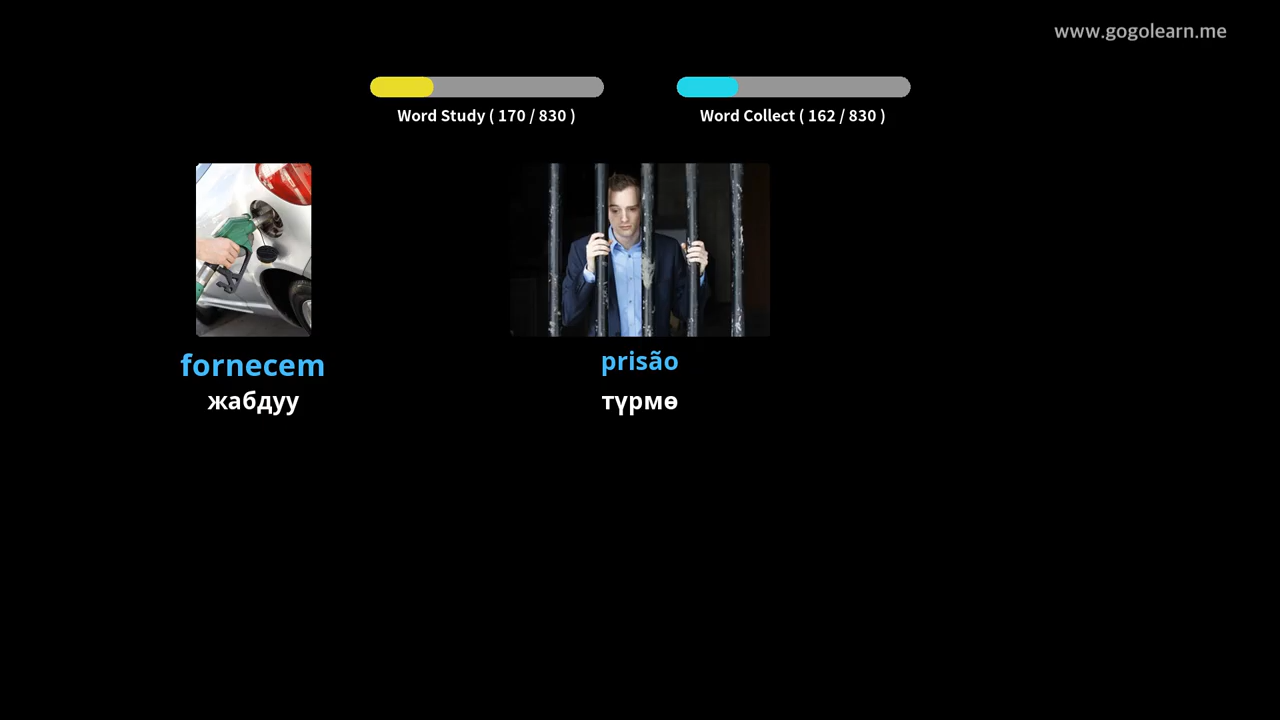 www.gogolearn.me
Word Study ( 170 / 830 )
Word Collect ( 162 / 830 )
fornecem
жабдуу
prisão
түрмө